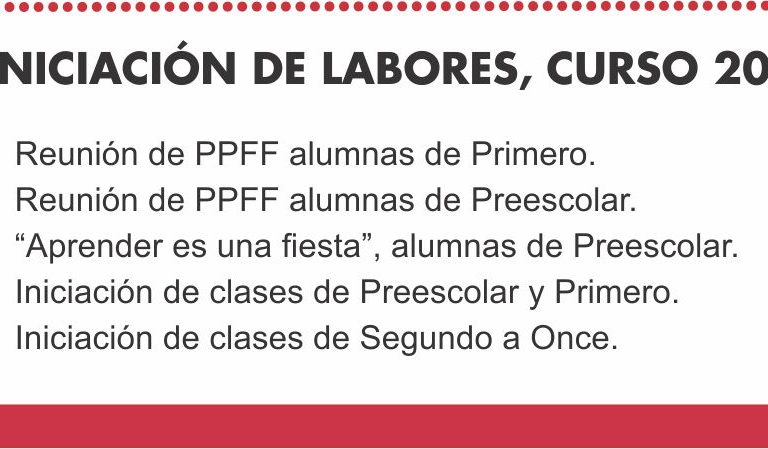 NICIACIÓN DE LABORES, CURSO 20
Reunión de PPFF alumnas de Primero.
Reunión de PPFF alumnas de Preescolar.
“Aprender es una fiesta”, alumnas de Preescolar.
Iniciación de clases de Preescolar y Primero.
Iniciación de clases de Segundo a Once.